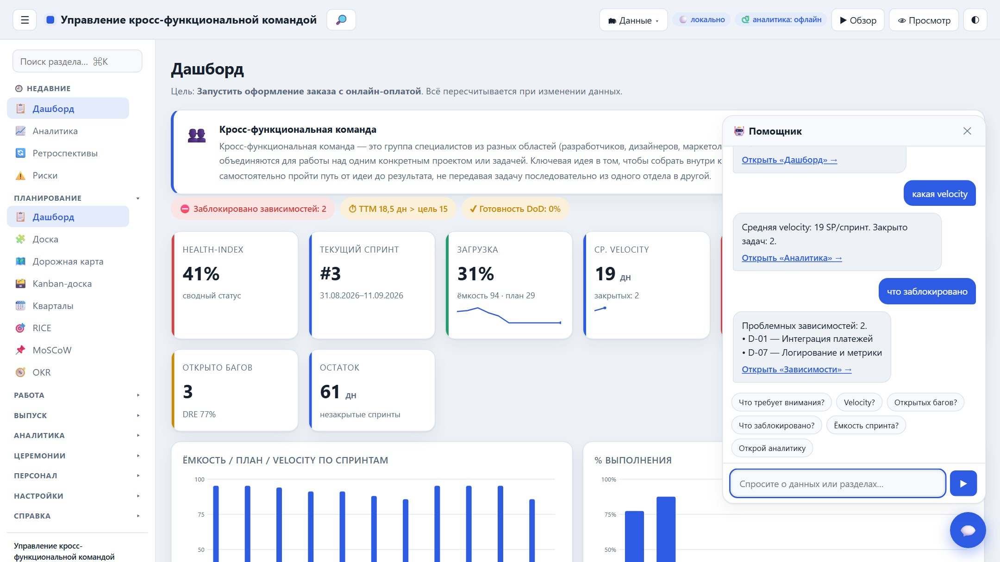 ☰ Управление кросс-функциональной командой
Данные ▾
локально
аналитика: офлайн
▶ Обзор
Просмотр
Поиск раздела... ⌘K
НЕДАВНИЕ
Дашборд
Аналитика
Ретроспективы
Риски
ПЛАНИРОВАНИЕ
Дашборд
Доска
Дорожная карта
Kanban-доска
Кварталы
RICE
MoSCoW
OKR
РАБОТА
ВЫПУСК
АНАЛИТИКА
ЦЕРЕМОНИИ
ПЕРСОНАЛ
НАСТРОЙКИ
СПРАВКА
Управление кросс-
функциональной командой
Дашборд
Цель: Запустить оформление заказа с онлайн-оплатой. Всё пересчитывается при изменении данных.
Кросс-функциональная команда
Кросс-функциональная команда — это группа специалистов из разных областей (разработчиков, дизайнеров, маркетол
объединяются для работы над одним конкретным проектом или задачей. Ключевая идея в том, чтобы собрать внутри к
самостоятельно пройти путь от идеи до результата, не передавая задачу последовательно из одного отдела в другой.
Заблокировано зависимостей: 2
TTM 18,5 дн > цель 15
✔ Готовность DoD: 0%
HEALTH-INDEX
41%
сводный статус
ТЕКУЩИЙ СПРИНТ
#3
31.08.2026–11.09.2026
ЗАГРУЗКА
31%
ёмкость 94 · план 29
СР. VELOCITY
19 дн
закрытых: 2
ОТКРЫТО БАГОВ
3
DRE 77%
ОСТАТОК
61 дн
незакрытые спринты
ЁМКОСТЬ / ПЛАН / VELOCITY ПО СПРИНТАМ
100
75
50
% ВЫПОЛНЕНИЯ
100%
75%
50%
Помощник
Открыть «Дашборд» →
какая velocity
Средняя velocity: 19 SP/спринт. Закрыто
задач: 2.
Открыть «Аналитика» →
что заблокировано
Проблемных зависимостей: 2.
• D-01 — Интеграция платежей
• D-07 — Логирование и метрики
Открыть «Зависимости» →
Что требует внимания?
Velocity?
Открытых багов?
Что заблокировано?
Ёмкость спринта?
Открой аналитику
Спросите о данных или разделах...